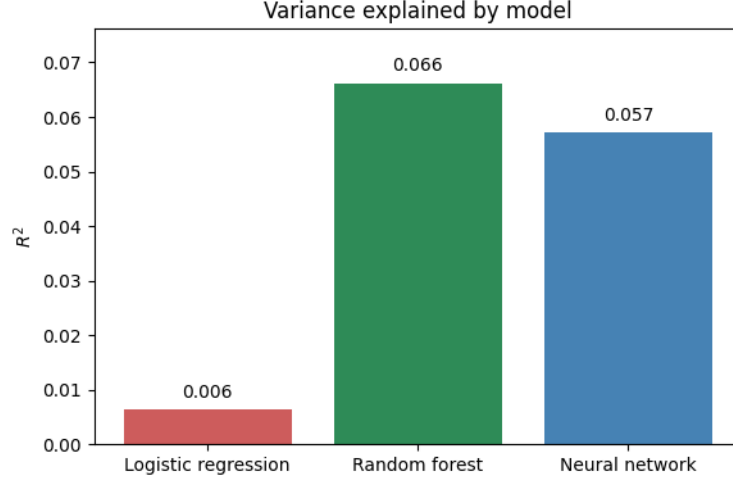 Variance explained by model
R²
0.07
0.06
0.05
0.04
0.03
0.02
0.01
0.00
0.006
0.066
0.057
Logistic regression
Random forest
Neural network